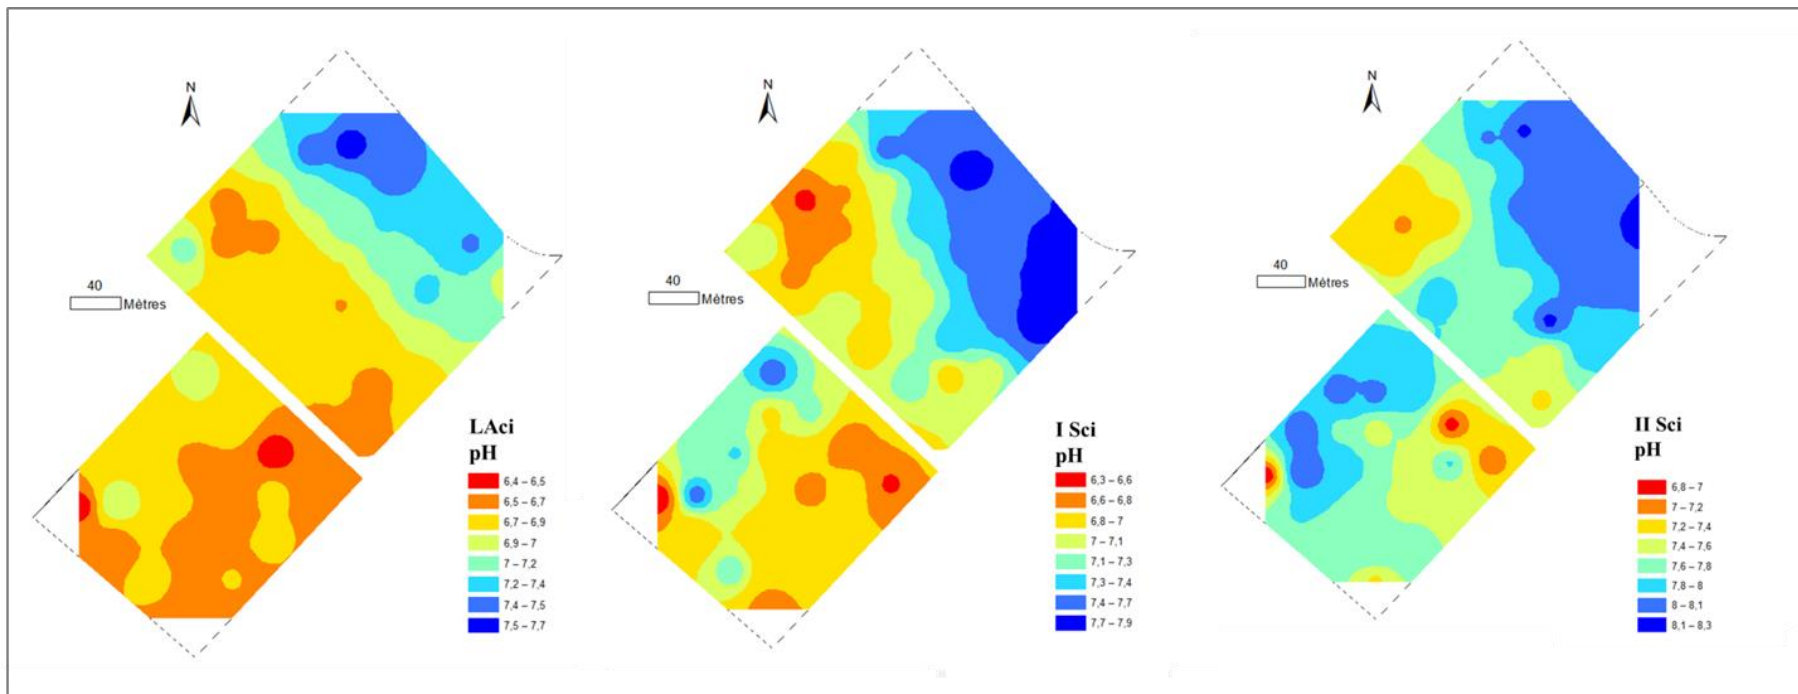 N
40
Mètres
LAci
pH
6,4 – 6,5
6,5 – 6,7
6,7 – 6,9
6,9 – 7
7 – 7,2
7,2 – 7,4
7,4 – 7,5
7,5 – 7,7
N
40
Mètres
I Sci
pH
6,3 – 6,6
6,6 – 6,8
6,8 – 7
7 – 7,1
7,1 – 7,3
7,3 – 7,4
7,4 – 7,7
7,7 – 7,9
N
40
Mètres
II Sci
pH
6,8 – 7
7 – 7,2
7,2 – 7,4
7,4 – 7,6
7,6 – 7,8
7,8 – 8
8 – 8,1
8,1 – 8,3